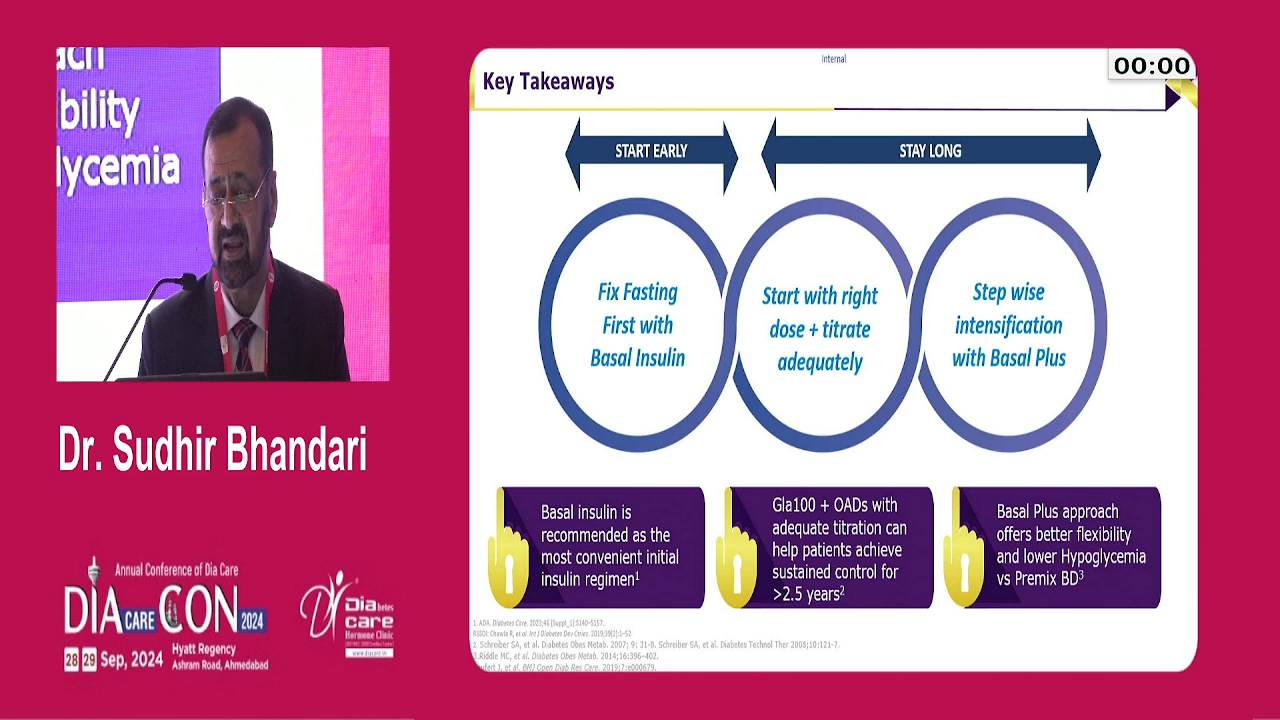 ach
bility
lycemia
Dr. Sudhir Bhandari
Annual Conference of Dia Care
DIA CARE CON 2024
28 29 Sep, 2024
Hyatt Regency
Ashram Road, Ahmedabad
Diabetes
care
Hormone Clinic
www.diacare.in
Internal
00:00
Key Takeaways
START EARLY
STAY LONG
Fix Fasting
First with
Basal Insulin
Start with right
dose + titrate
adequately
Step wise
intensification
with Basal Plus
Basal insulin is
recommended as the
most convenient initial
insulin regimen1
Gla100 + OADs with
adequate titration can
help patients achieve
sustained control for
>2.5 years2
Basal Plus approach
offers better flexibility
and lower Hypoglycemia
vs Premix BD3
1. ADA. Diabetes Care. 2023;46 (Suppl_1):S140–S157.
RSSDI: Chawla R, et al. Int J Diabetes Dev Ctries. 2019;39(2):1–52
2. Schreiber SA, et al. Diabetes Obes Metab. 2007; 9: 31-8. Schreiber SA, et al. Diabetes Technol Ther 2008;10:121-7.
3.Riddle MC, et al. Diabetes Obes Metab. 2014;16:396–402.
et al. BMJ Open Diab Res Care. 2019;7:e000679.